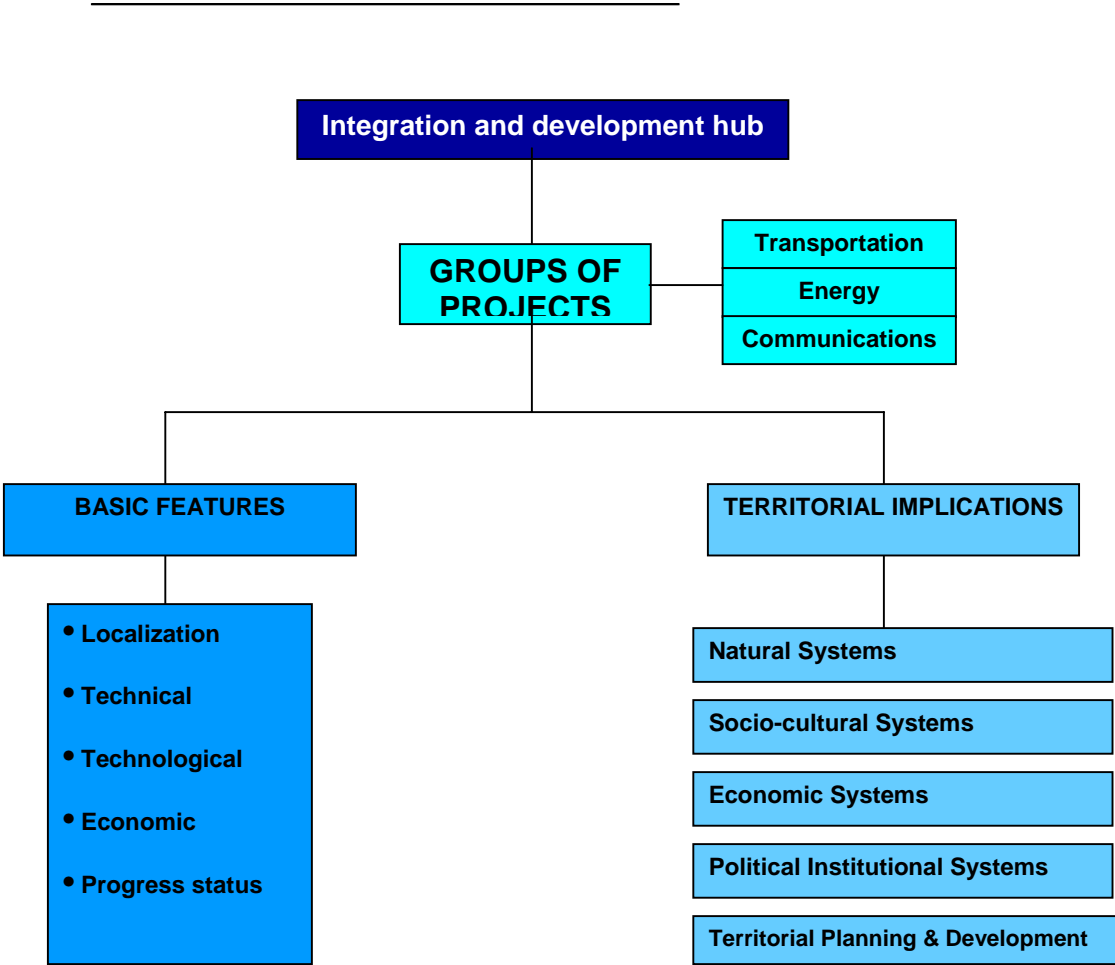 Integration and development hub
GROUPS OF
PROJECTS
Transportation
Energy
Communications
BASIC FEATURES
TERRITORIAL IMPLICATIONS
• Localization
• Technical
• Technological
• Economic
• Progress status
Natural Systems
Socio-cultural Systems
Economic Systems
Political Institutional Systems
Territorial Planning & Development